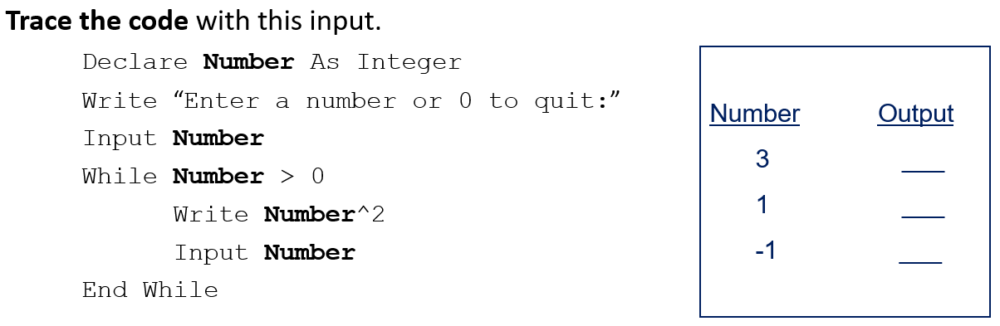 Trace the code with this input.
Declare Number As Integer
Write “Enter a number or 0 to quit:”
Input Number
While Number > 0
Write Number^2
Input Number
End While
Number Output
3 ___
1 ___
-1 ___